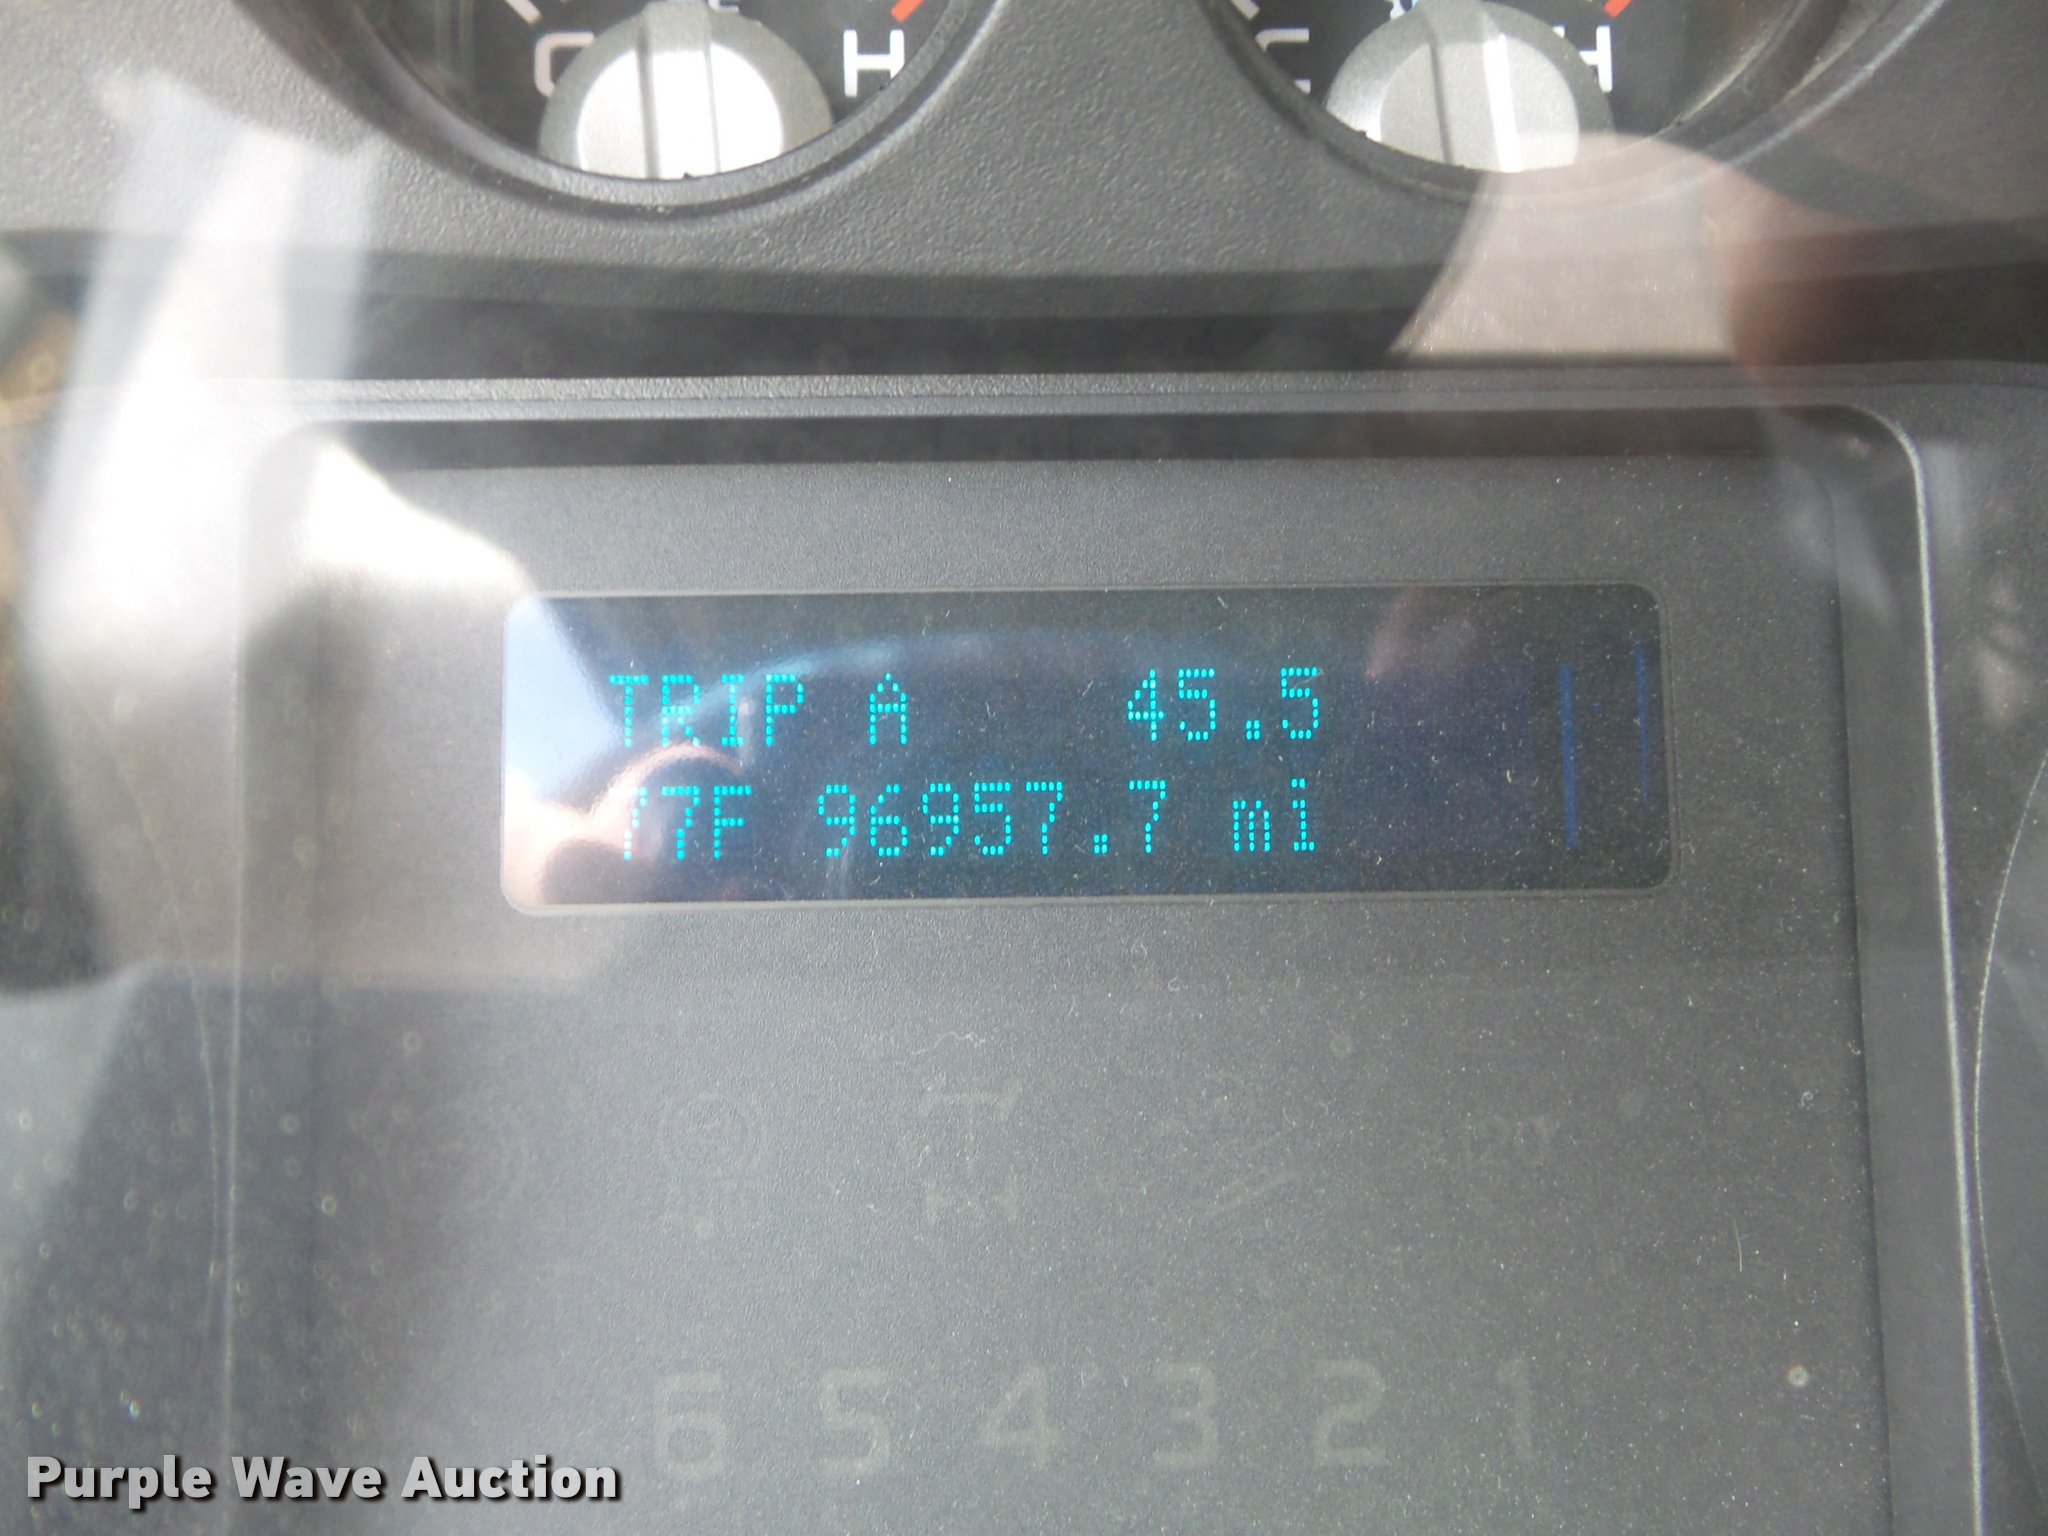 C H C H
TRIP A 45.5
77F 96957.7 mi
6 5 4 3 2 1
Purple Wave Auction